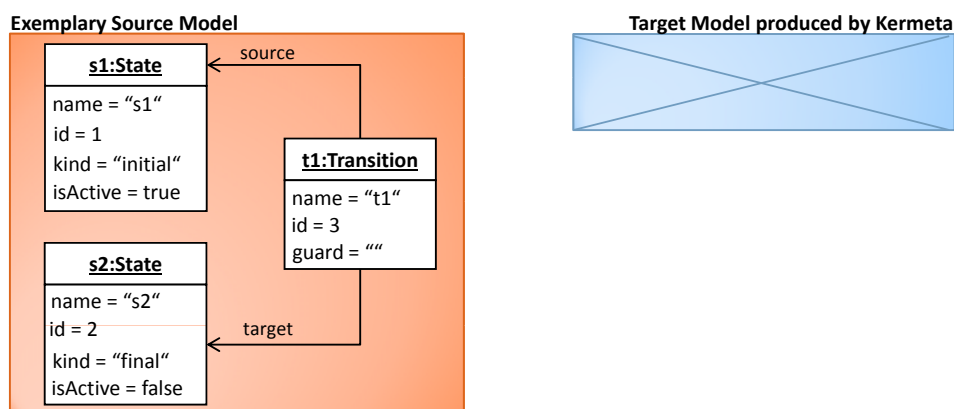 Exemplary Source Model
s1:State
name = “s1“
id = 1
kind = “initial“
isActive = true
source
t1:Transition
name = “t1“
id = 3
guard = ““
s2:State
name = “s2“
id = 2
kind = “final“
isActive = false
target
Target Model produced by Kermeta